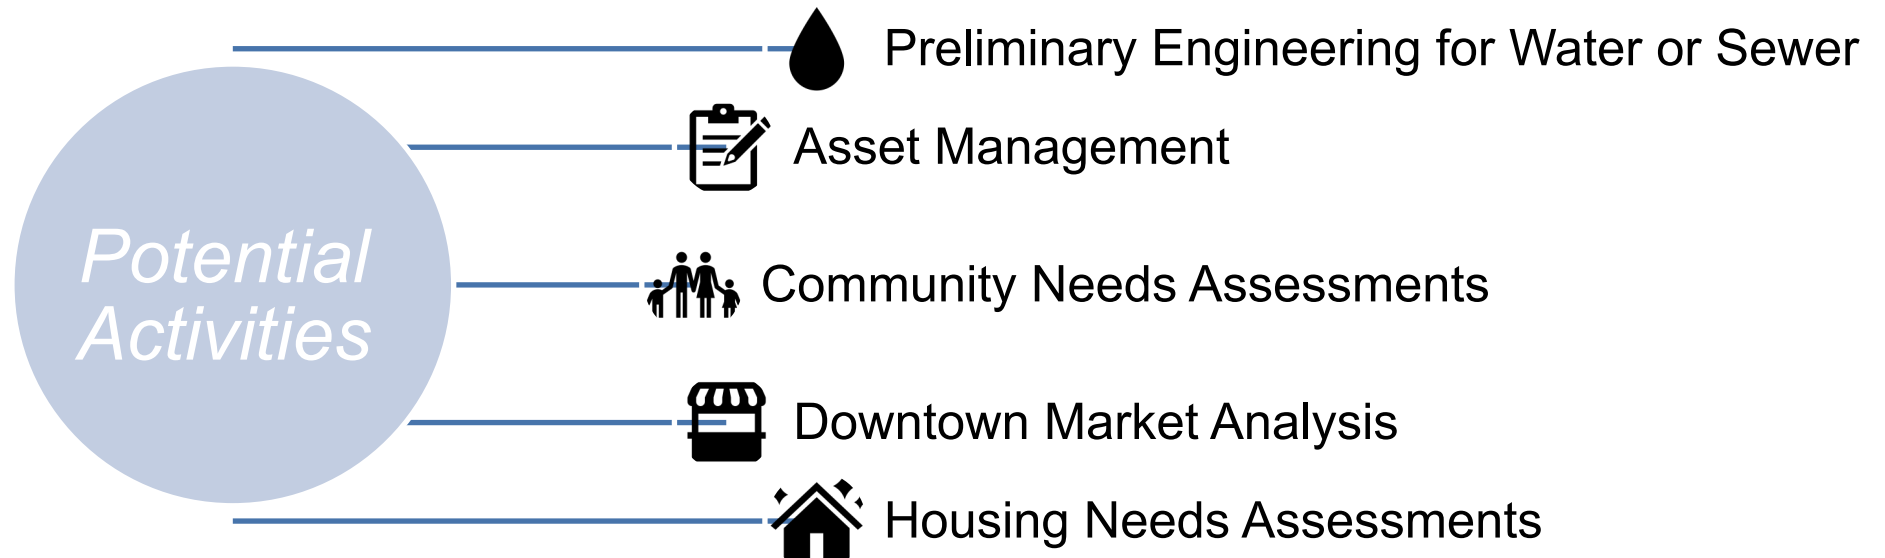 Preliminary Engineering for Water or Sewer
Asset Management
Potential
Activities
Community Needs Assessments
Downtown Market Analysis
Housing Needs Assessments